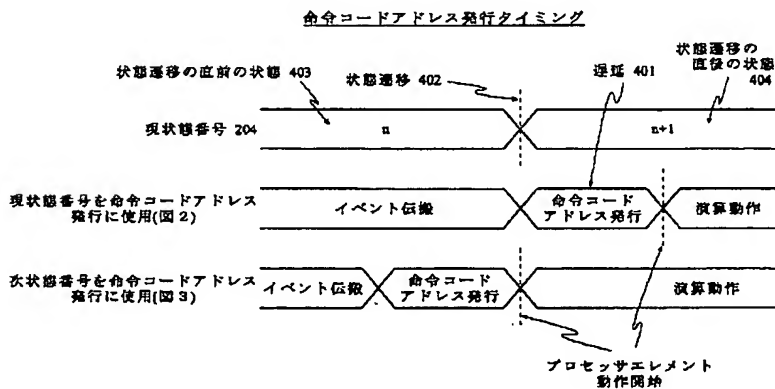 命令コードアドレス発行タイミング
状態遷移の直前の状態 403
状態遷移 402
遅延 401
状態遷移の
直後の状態
404
現状態番号 204
n
n+1
現状態番号を命令コードアドレス
発行に使用(図2)
イベント伝搬
命令コード
アドレス発行
演算動作
次状態番号を命令コードアドレス
発行に使用(図3)
イベント伝搬
命令コード
アドレス発行
演算動作
プロセッサエレメント
動作開始